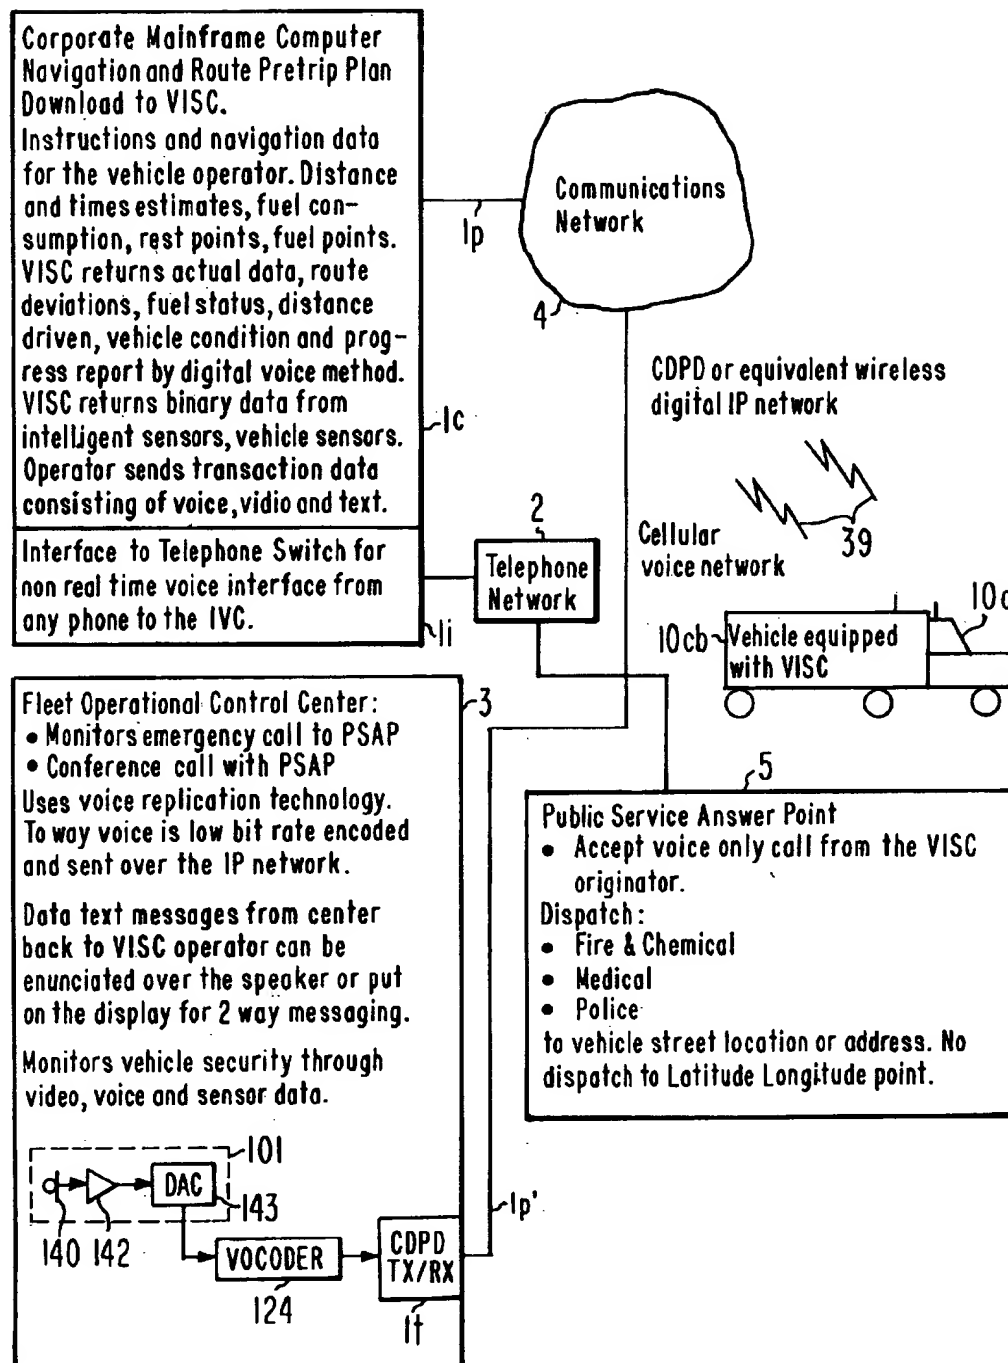 Corporate Mainframe Computer
Navigation and Route Pretrip Plan
Download to VISC.
Instructions and navigation data
for the vehicle operator. Distance
and times estimates, fuel con-
sumption, rest points, fuel points.
VISC returns actual data, route
deviations, fuel status, distance
driven, vehicle condition and prog-
ress report by digital voice method.
VISC returns binary data from
intelligent sensors, vehicle sensors.
Operator sends transaction data
consisting of voice, vidio and text.
1c
Interface to Telephone Switch for
non real time voice interface from
any phone to the IVC.
1i
1p
Communications
Network
4
2
Telephone
Network
CDPD or equivalent wireless
digital IP network
39
Cellular
voice network
10cb
Vehicle equipped
with VISC
Fleet Operational Control Center:
• Monitors emergency call to PSAP
• Conference call with PSAP
Uses voice replication technology.
To way voice is low bit rate encoded
and sent over the IP network.
Data text messages from center
back to VISC operator can be
enunciated over the speaker or put
on the display for 2 way messaging.
Monitors vehicle security through
video, voice and sensor data.
3
101
DAC
140
142
143
VOCODER
124
CDPD
TX/RX
1t
1p'
5
Public Service Answer Point
• Accept voice only call from the VISC
originator.
Dispatch:
• Fire & Chemical
• Medical
• Police
to vehicle street location or address. No
dispatch to Latitude Longitude point.